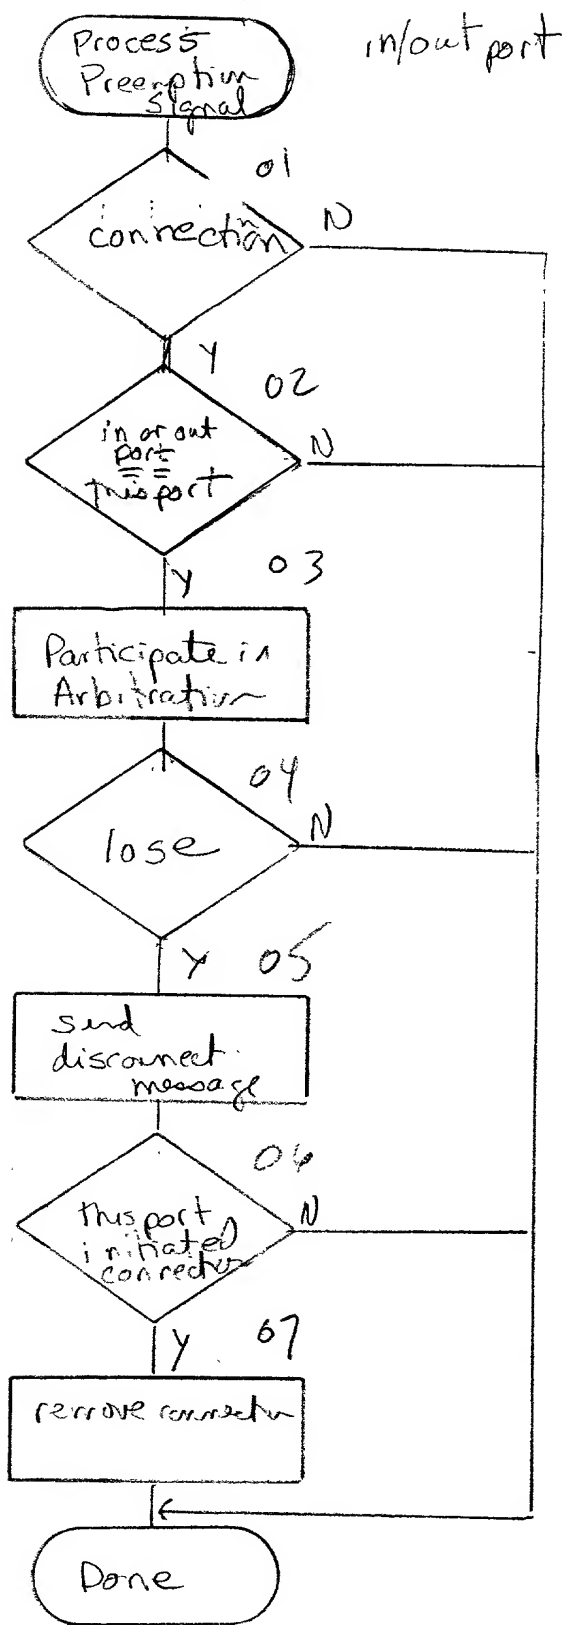 Process
Preemption
Signal
in/out port
01
connection
N
Y
02
in or out
port
==
this port
N
Y
03
Participate in
Arbitration
04
lose
N
Y
05
send
disconnect
message
06
this port
initiated
connection
N
Y
07
remove connection
Done